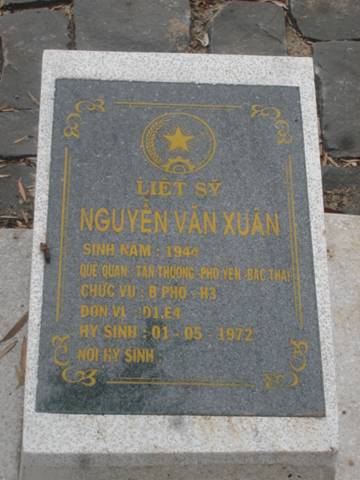 LIỆT SỸ
NGUYỄN VĂN XUÂN
SINH NĂM : 1944
QUÊ QUÁN : TÂN THƯƠNG - PHỔ YÊN - BẮC THÁI
CHỨC VỤ : B PHÓ - H3
ĐƠN VỊ : D1.E4
HY SINH : 01 - 05 - 1972
NƠI HY SINH :